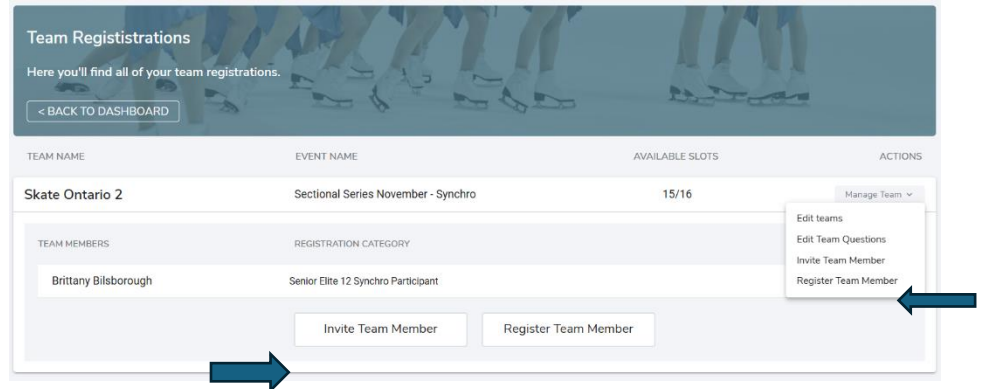 Team Regististrations
Here you'll find all of your team registrations.
< BACK TO DASHBOARD
TEAM NAME EVENT NAME AVAILABLE SLOTS ACTIONS
Skate Ontario 2 Sectional Series November - Synchro 15/16 Manage Team
Edit teams
Edit Team Questions
Invite Team Member
Register Team Member
TEAM MEMBERS REGISTRATION CATEGORY
Brittany Bilsborough Senior Elite 12 Synchro Participant
Invite Team Member Register Team Member